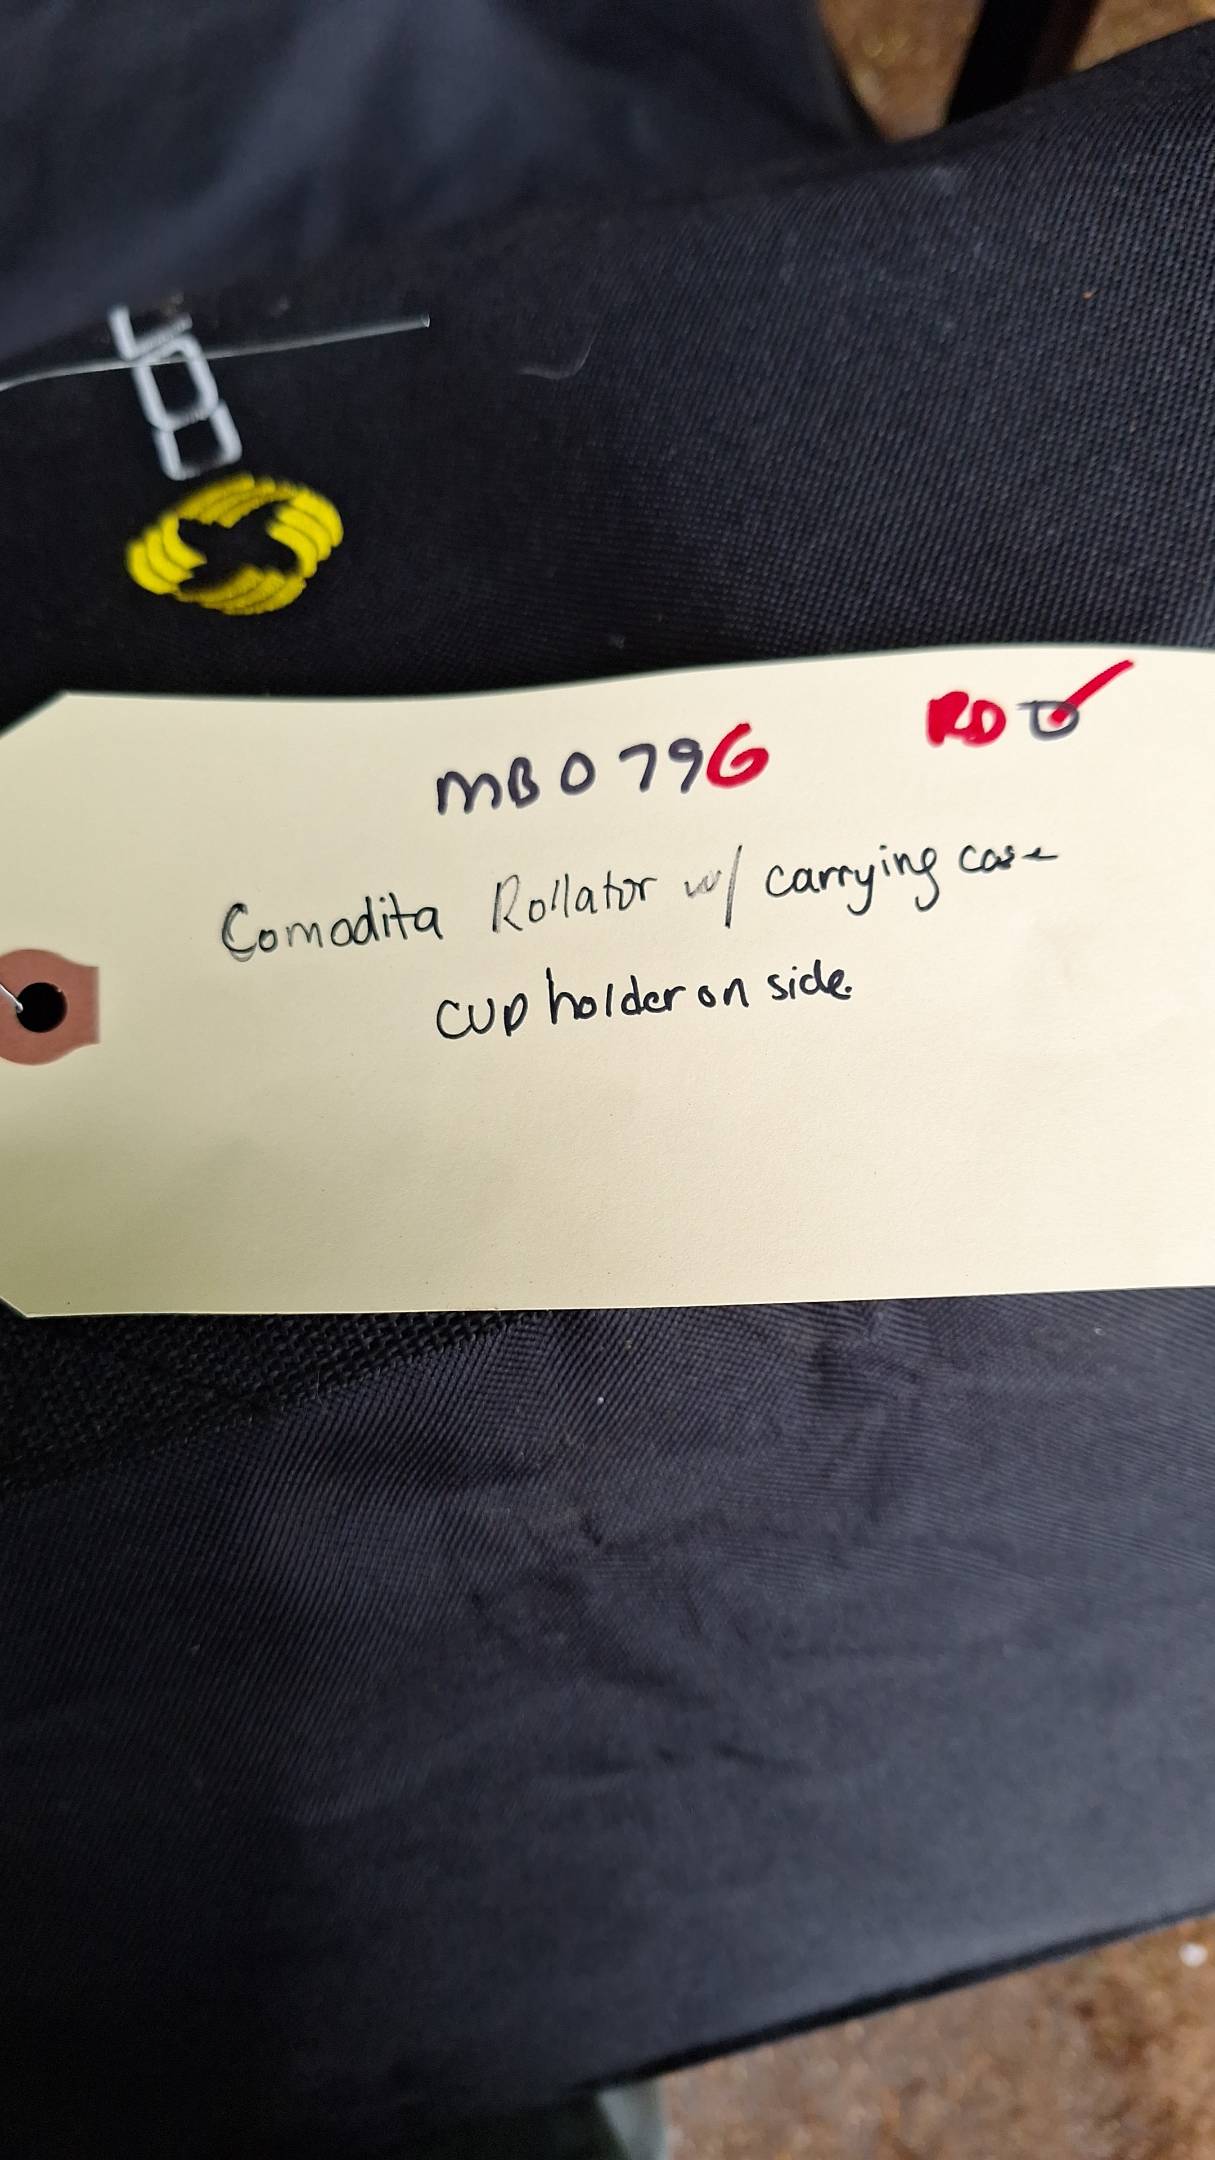 MB0796
RD
Comodita Rollator w/ carrying case
cup holder on side.